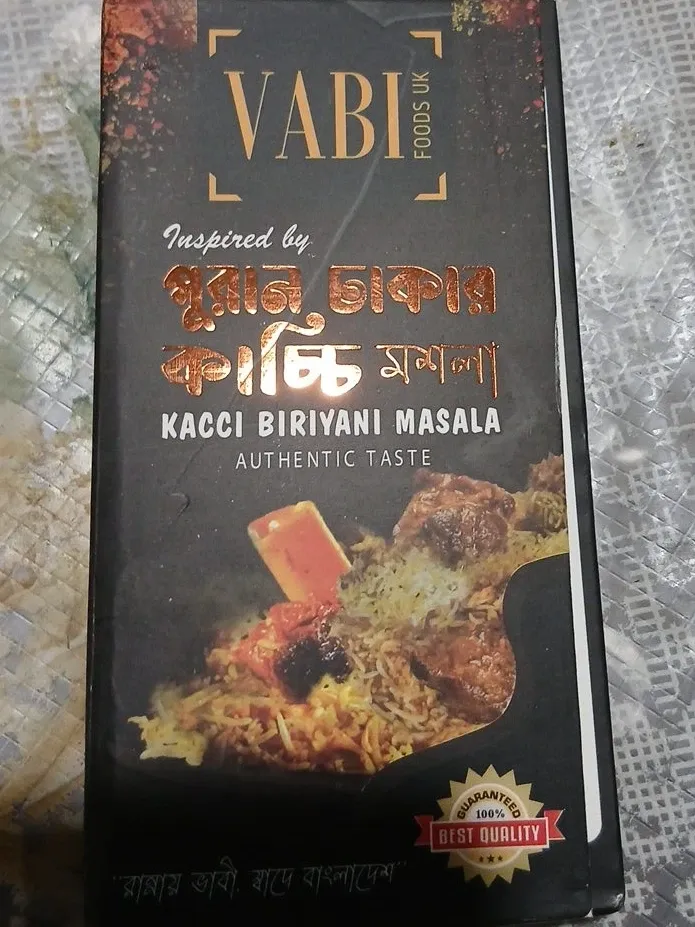 VABI
FOODS UK
Inspired by
পুরান ঢাকার
কাচ্চি মশলা
KACCI BIRIYANI MASALA
AUTHENTIC TASTE
GUARANTEED
100%
BEST QUALITY
"রান্নায় ভাবী, স্বাদে বাংলাদেশ"